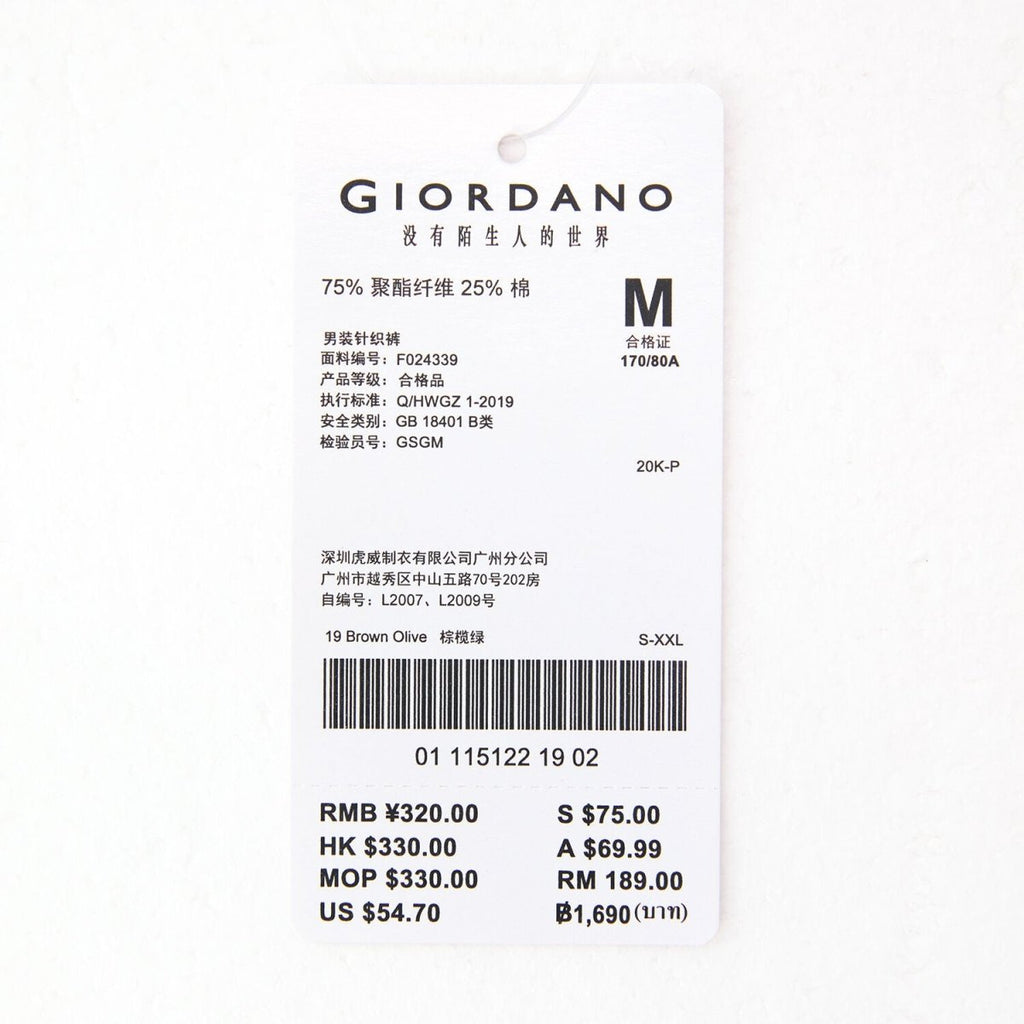 GIORDANO
没有陌生人的世界
75% 聚酯纤维 25% 棉
M
合格证
170/80A
男装针织裤
面料编号：F024339
产品等级：合格品
执行标准：Q/HWGZ 1-2019
安全类别：GB 18401 B类
检验员号：GSGM
20K-P
深圳虎威制衣有限公司广州分公司
广州市越秀区中山五路70号202房
自编号：L2007、L2009号
19 Brown Olive 棕榄绿 S-XXL
01 115122 19 02
RMB ¥320.00 S $75.00
HK $330.00 A $69.99
MOP $330.00 RM 189.00
US $54.70 ฿1,690(บาท)